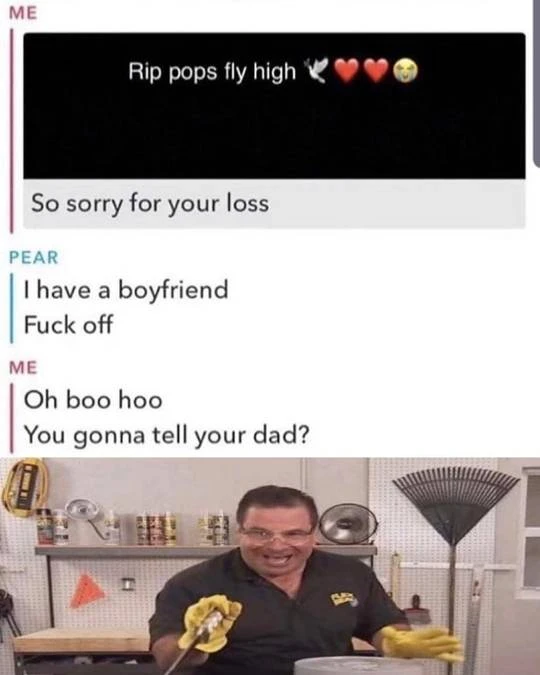 ME
Rip pops fly high 🕊❤️❤️😭
So sorry for your loss
PEAR
I have a boyfriend
Fuck off
ME
Oh boo hoo
You gonna tell your dad?